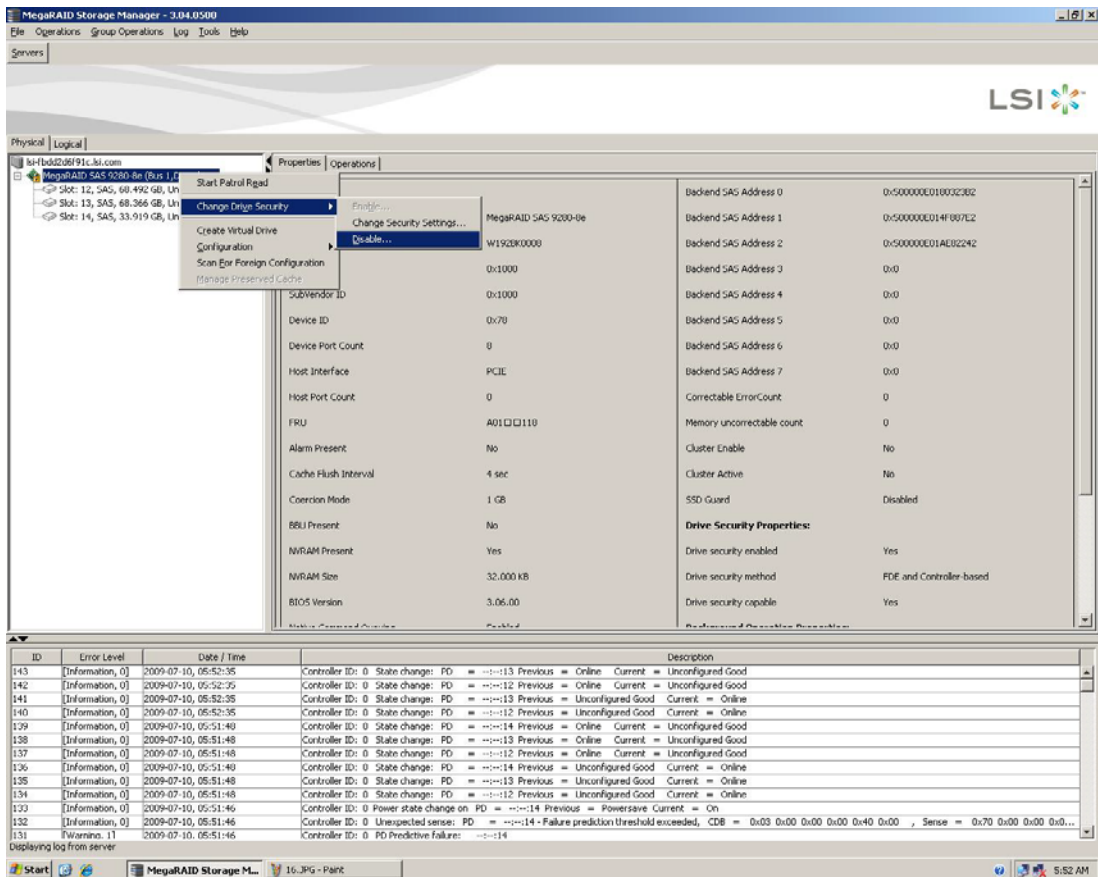 MegaRAID Storage Manager - 3.04.0500
File Operations Group Operations Log Tools Help
Servers
LSI
Physical Logical
lsi-fbdd2d6f91c.lsi.com
MegaRAID SAS 9280-8e (Bus 1,D
Slot: 12, SAS, 68.492 GB, Un
Slot: 13, SAS, 68.366 GB, Un
Slot: 14, SAS, 33.919 GB, Un
Start Patrol Read
Change Drive Security
Create Virtual Drive
Configuration
Scan For Foreign Configuration
Manage Preserved Cache
Enable...
Change Security Settings...
Disable...
Properties Operations
MegaRAID SAS 9280-8e
W192BK0008
0x1000
SubVendor ID 0x1000
Device ID 0x78
Device Port Count 8
Host Interface PCIE
Host Port Count 0
FRU A01□□118
Alarm Present No
Cache Flush Interval 4 sec
Coercion Mode 1 GB
BBU Present No
NVRAM Present Yes
NVRAM Size 32.000 KB
BIOS Version 3.06.00
Native Command Queuing Enabled
Backend SAS Address 0
Backend SAS Address 1
Backend SAS Address 2
Backend SAS Address 3 0x0
Backend SAS Address 4 0x0
Backend SAS Address 5 0x0
Backend SAS Address 6 0x0
Backend SAS Address 7 0x0
Correctable ErrorCount 0
Memory uncorrectable count 0
Cluster Enable No
Cluster Active No
SSD Guard Disabled
Drive Security Properties:
Drive security enabled Yes
Drive security method FDE and Controller-based
Drive security capable Yes
Background Operation Properties:
ID Error Level Date / Time Description
143 [Information, 0] 2009-07-10, 05:52:35 Controller ID: 0 State change: PD = --:--:13 Previous = Online Current = Unconfigured Good
142 [Information, 0] 2009-07-10, 05:52:35 Controller ID: 0 State change: PD = --:--:12 Previous = Online Current = Unconfigured Good
141 [Information, 0] 2009-07-10, 05:52:35 Controller ID: 0 State change: PD = --:--:13 Previous = Unconfigured Good Current = Online
140 [Information, 0] 2009-07-10, 05:52:35 Controller ID: 0 State change: PD = --:--:12 Previous = Unconfigured Good Current = Online
139 [Information, 0] 2009-07-10, 05:51:48 Controller ID: 0 State change: PD = --:--:14 Previous = Online Current = Unconfigured Good
138 [Information, 0] 2009-07-10, 05:51:48 Controller ID: 0 State change: PD = --:--:13 Previous = Online Current = Unconfigured Good
137 [Information, 0] 2009-07-10, 05:51:48 Controller ID: 0 State change: PD = --:--:12 Previous = Online Current = Unconfigured Good
136 [Information, 0] 2009-07-10, 05:51:48 Controller ID: 0 State change: PD = --:--:14 Previous = Unconfigured Good Current = Online
135 [Information, 0] 2009-07-10, 05:51:48 Controller ID: 0 State change: PD = --:--:13 Previous = Unconfigured Good Current = Online
134 [Information, 0] 2009-07-10, 05:51:48 Controller ID: 0 State change: PD = --:--:12 Previous = Unconfigured Good Current = Online
133 [Information, 0] 2009-07-10, 05:51:46 Controller ID: 0 Power state change on PD = --:--:14 Previous = Powersave Current = On
132 [Information, 0] 2009-07-10, 05:51:46 Controller ID: 0 Unexpected sense: PD = --:--:14 - Failure prediction threshold exceeded, CDB = 0x03 0x00 0x00 0x00 0x40 0x00 , Sense = 0x70 0x00 0x00 0x0...
131 [Warning, 1] 2009-07-10, 05:51:46 Controller ID: 0 PD Predictive failure: --:--:14
Displaying log from server
Start MegaRAID Storage M... 16.JPG - Paint 5:52 AM